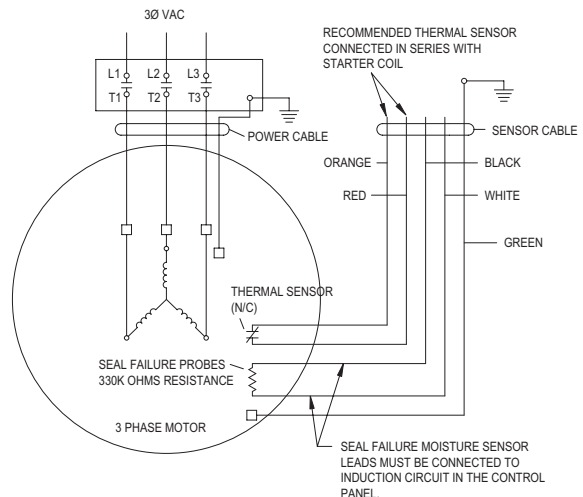 3Ø VAC
RECOMMENDED THERMAL SENSOR
CONNECTED IN SERIES WITH
STARTER COIL
L1
L2
L3
T1
T2
T3
POWER CABLE
SENSOR CABLE
ORANGE
BLACK
RED
WHITE
GREEN
THERMAL SENSOR
(N/C)
SEAL FAILURE PROBES
330K OHMS RESISTANCE
3 PHASE MOTOR
SEAL FAILURE MOISTURE SENSOR
LEADS MUST BE CONNECTED TO
INDUCTION CIRCUIT IN THE CONTROL
PANEL.